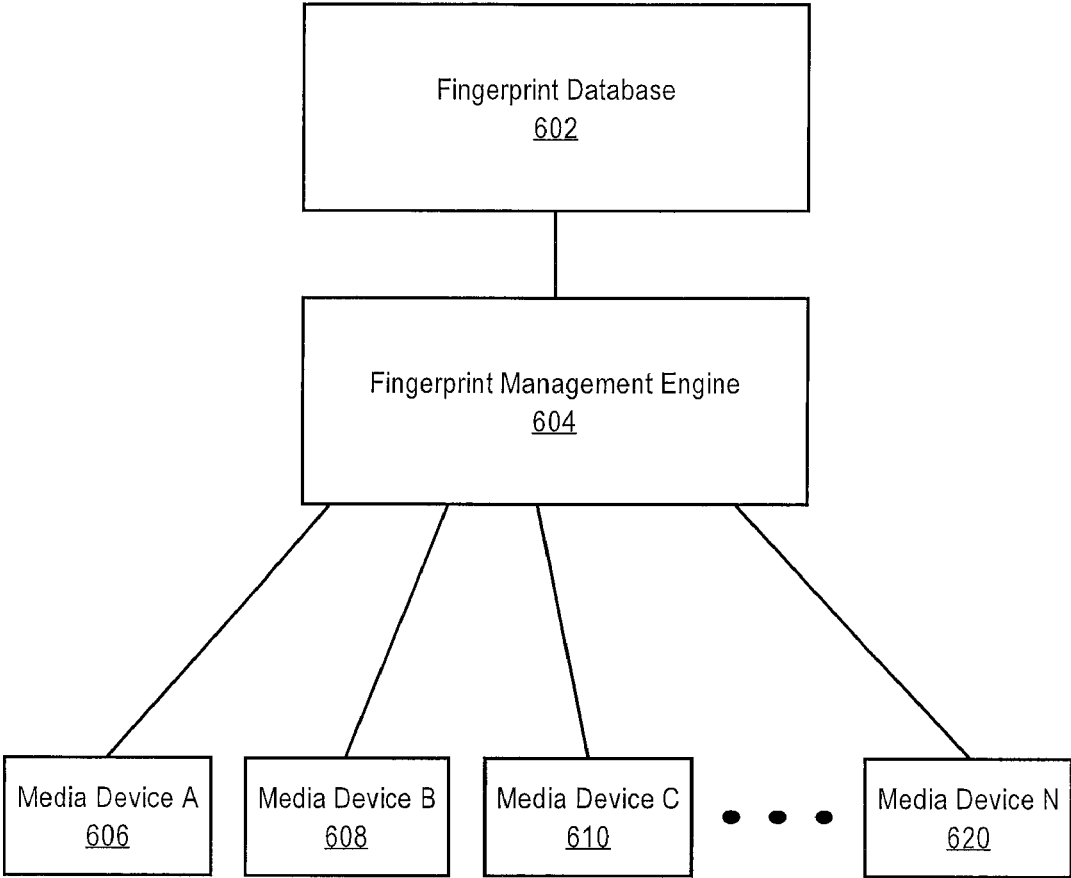 Fingerprint Database
602
Fingerprint Management Engine
604
Media Device A
606
Media Device B
608
Media Device C
610
Media Device N
620